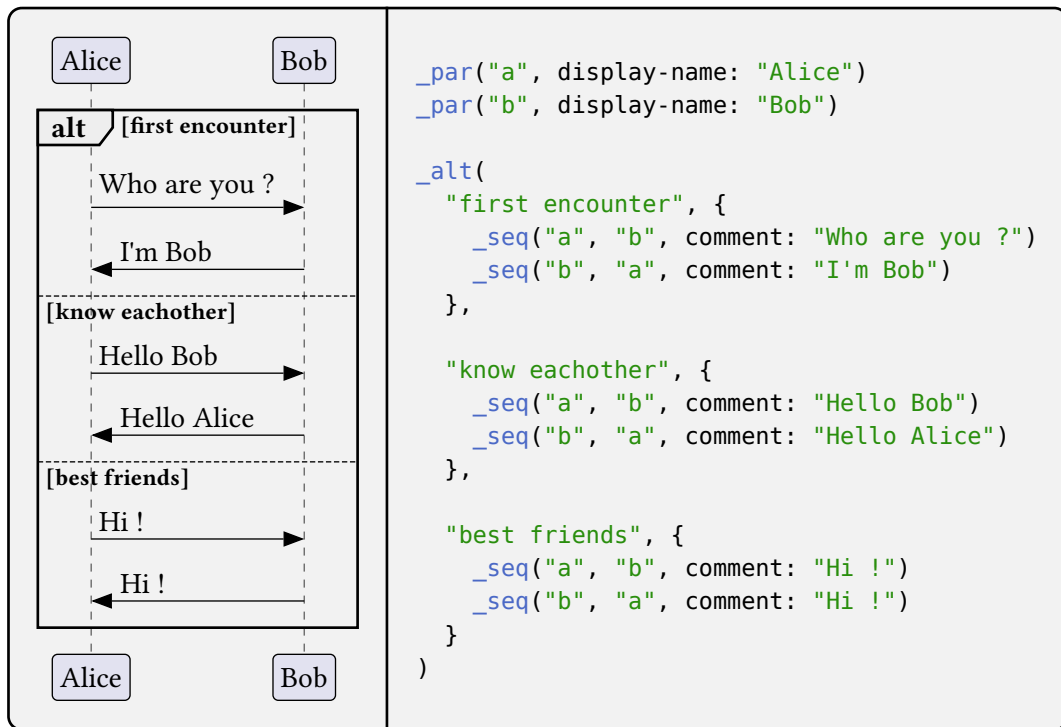 Alice Bob
alt [first encounter]
Who are you ?
I'm Bob
[know eachother]
Hello Bob
Hello Alice
[best friends]
Hi !
Hi !
Alice Bob
_par("a", display-name: "Alice")
_par("b", display-name: "Bob")
_alt(
  "first encounter", {
    _seq("a", "b", comment: "Who are you ?")
    _seq("b", "a", comment: "I'm Bob")
  },
  "know eachother", {
    _seq("a", "b", comment: "Hello Bob")
    _seq("b", "a", comment: "Hello Alice")
  },
  "best friends", {
    _seq("a", "b", comment: "Hi !")
    _seq("b", "a", comment: "Hi !")
  }
)